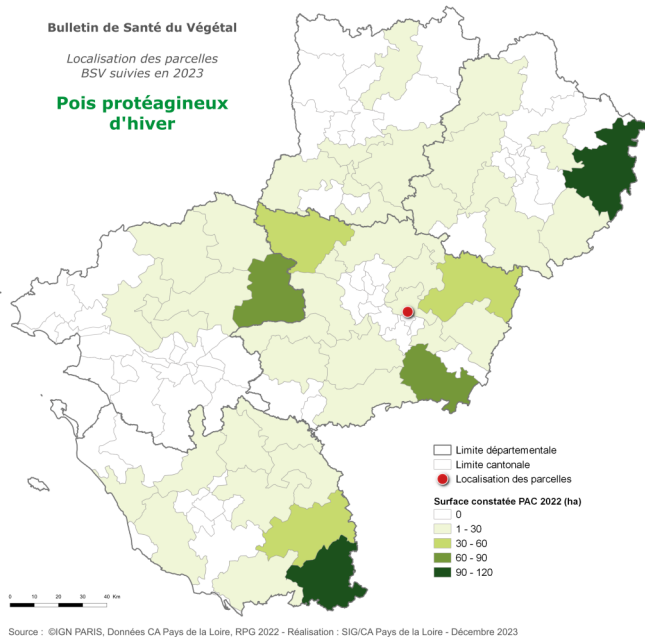 Bulletin de Santé du Végétal
Localisation des parcelles
BSV suivies en 2023
Pois protéagineux
d'hiver
Limite départementale
Limite cantonale
Localisation des parcelles
Surface constatée PAC 2022 (ha)
0
1 - 30
30 - 60
60 - 90
90 - 120
0 10 20 30 40 Km
Source : ©IGN PARIS, Données CA Pays de la Loire, RPG 2022 - Réalisation : SIG/CA Pays de la Loire - Décembre 2023